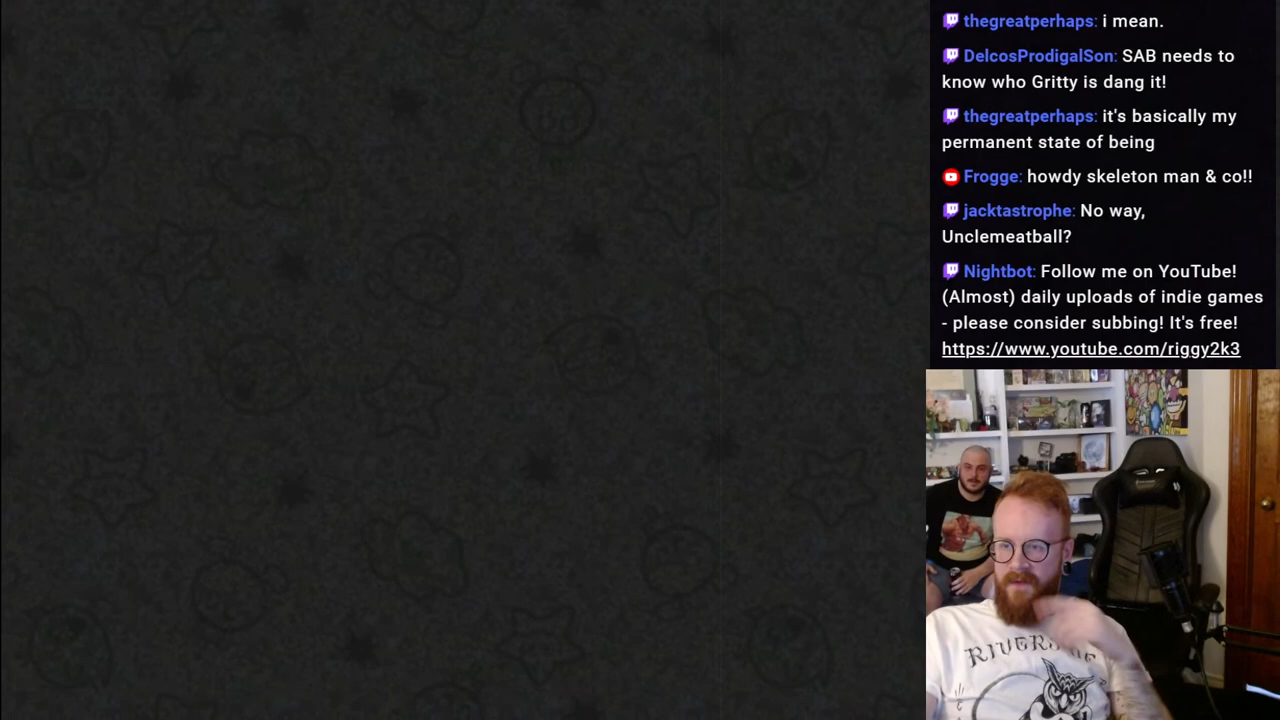 thegreatperhaps: i mean.
DelcosProdigalSon: SAB needs to
know who Gritty is dang it!
thegreatperhaps: it's basically my
permanent state of being
Frogge: howdy skeleton man & co!!
jacktastrophe: No way,
Unclemeatball?
Nightbot: Follow me on YouTube!
(Almost) daily uploads of indie games
- please consider subbing! It's free!
https://www.youtube.com/riggy2k3